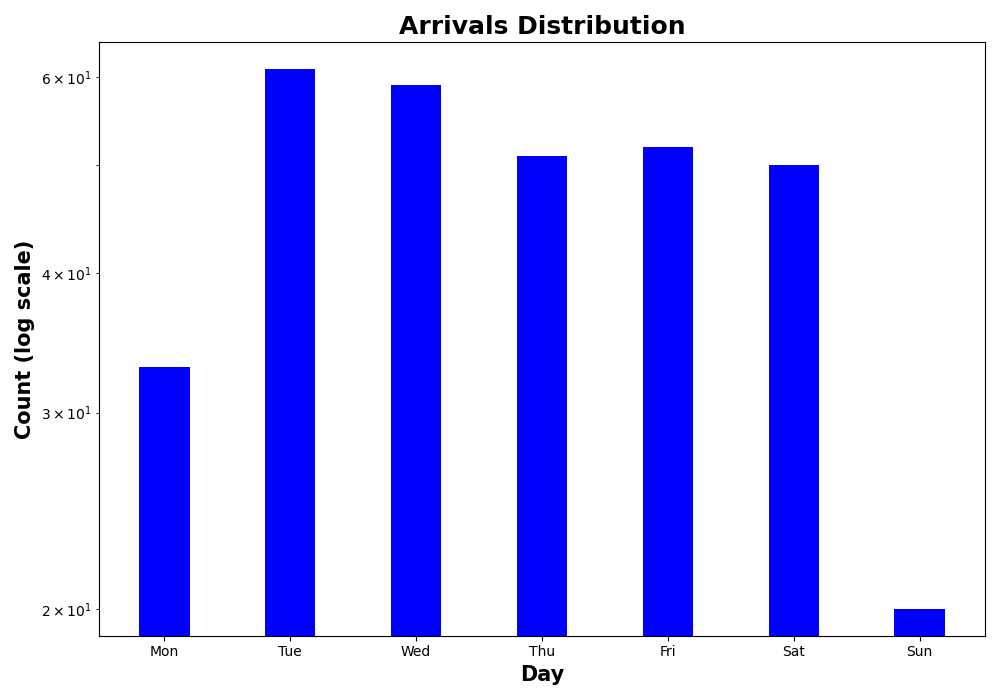 Arrivals Distribution
Count (log scale)
6 × 10¹
4 × 10¹
3 × 10¹
2 × 10¹
Mon Tue Wed Thu Fri Sat Sun
Day